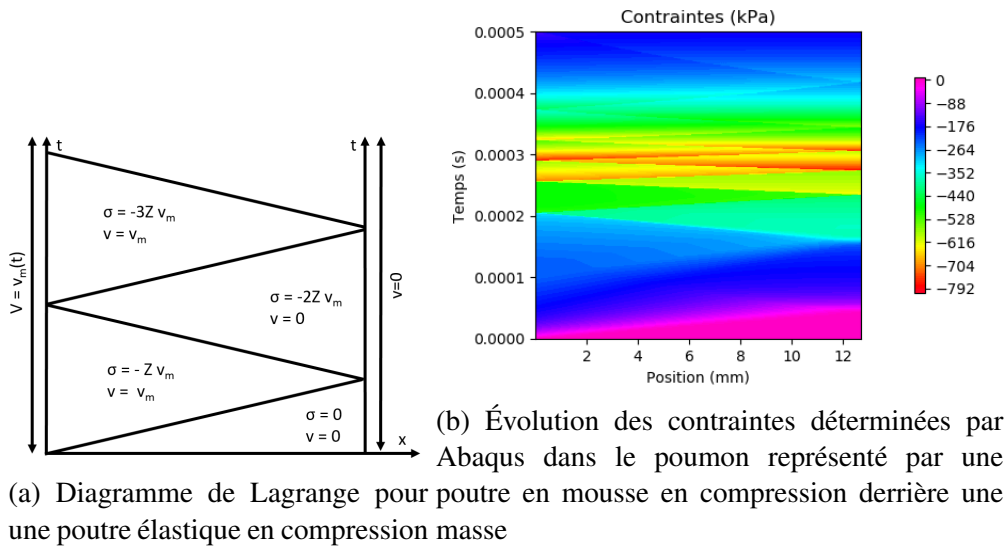 t
t
V = vm(t)
v=0
σ = -3Z vm
v = vm
σ = -2Z vm
v = 0
σ = - Z vm
v = vm
σ = 0
v = 0
x
(a) Diagramme de Lagrange pour
une poutre élastique en compression
Contraintes (kPa)
0.0005
0.0004
0.0003
0.0002
0.0001
0.0000
Temps (s)
2 4 6 8 10 12
Position (mm)
0
−88
−176
−264
−352
−440
−528
−616
−704
−792
(b) Évolution des contraintes déterminées par
Abaqus dans le poumon représenté par une
poutre en mousse en compression derrière une
masse